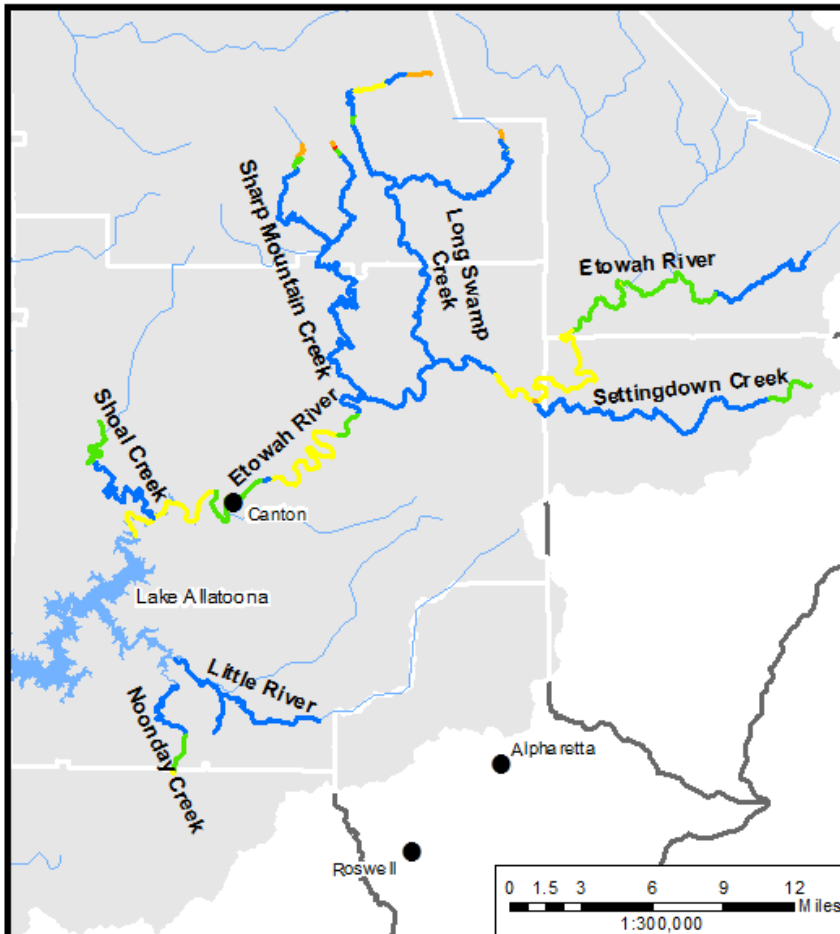 Sharp Mountain Creek
Long Swamp
Creek
Etowah River
Settingdown Creek
Shoal Creek
Etowah River
Canton
Lake Allatoona
Little River
Noonday Creek
Alpharetta
Roswell
0 1.5 3 6 9 12
Miles
1:300,000